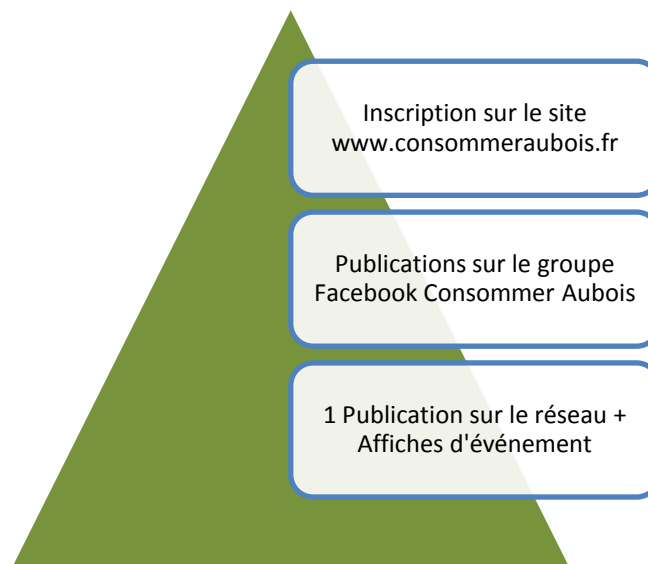 Inscription sur le site
www.consommeraubois.fr
Publications sur le groupe
Facebook Consommer Aubois
1 Publication sur le réseau +
Affiches d'événement